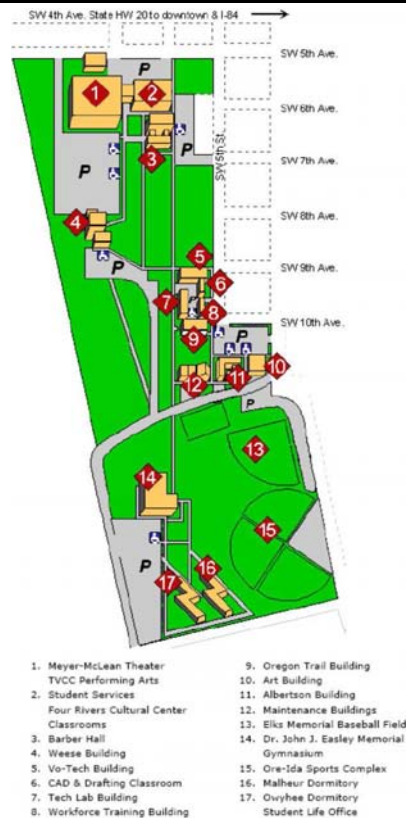 SW 4th Ave. State HW 20 to downtown & I-84
SW 5th Ave.
P
1
2
SW 6th Ave.
P
SW 5th St.
3
P
SW 7th Ave.
4
SW 8th Ave.
5
SW 9th Ave.
P
6
7
8
SW 10th Ave.
9
P
10
11
12
P
13
14
15
P
16
17
1. Meyer-McLean Theater
TVCC Performing Arts
2. Student Services
Four Rivers Cultural Center
Classrooms
3. Barber Hall
4. Weese Building
5. Vo-Tech Building
6. CAD & Drafting Classroom
7. Tech Lab Building
8. Workforce Training Building
9. Oregon Trail Building
10. Art Building
11. Albertson Building
12. Maintenance Buildings
13. Elks Memorial Baseball Field
14. Dr. John J. Easley Memorial
Gymnasium
15. Ore-Ida Sports Complex
16. Malheur Dormitory
17. Owyhee Dormitory
Student Life Office